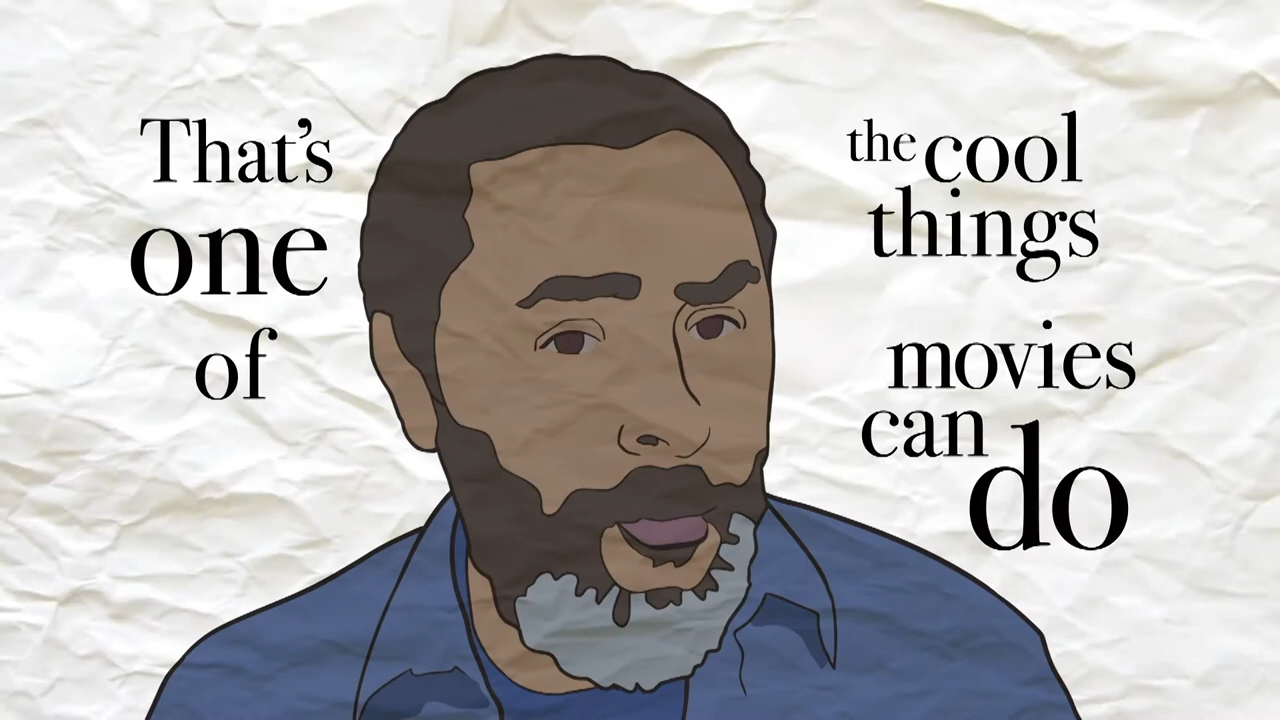 That’s
one
of
the cool
things
movies
can
do